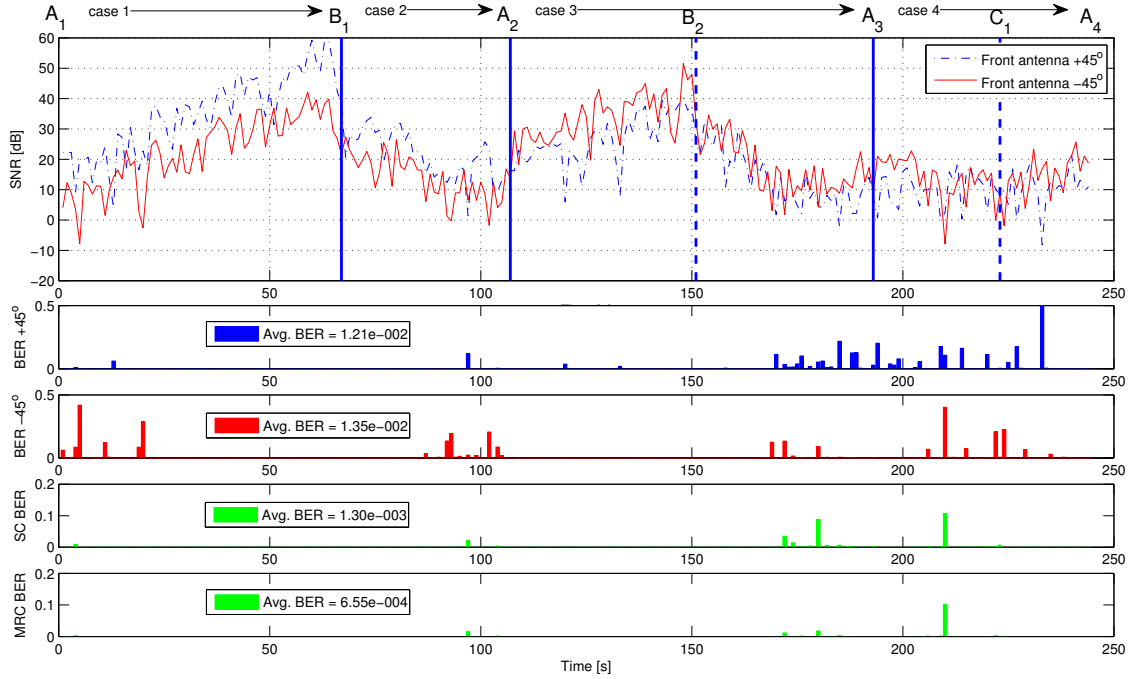 case 1 case 2 case 3 case 4
A1 B1 A2 B2 A3 C1 A4
60
50
40
30
20
10
0
−10
−20
SNR [dB]
Front antenna +45°
Front antenna −45°
0 50 100 150 200 250
0.5
0
BER +45°
Avg. BER = 1.21e−002
0 50 100 150 200 250
0.5
0
BER −45°
Avg. BER = 1.35e−002
0 50 100 150 200 250
0.2
0.1
0
SC BER
Avg. BER = 1.30e−003
0 50 100 150 200 250
0.2
0.1
0
MRC BER
Avg. BER = 6.55e−004
0 50 100 150 200 250
Time [s]